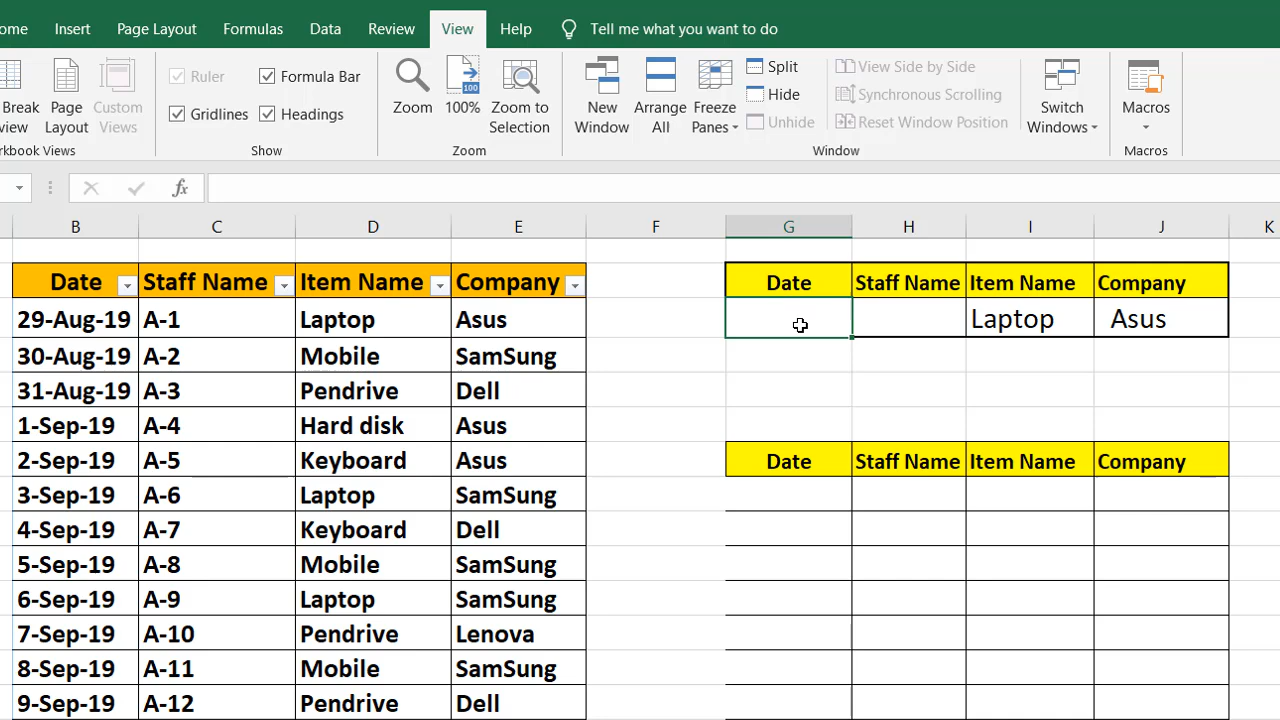 ome Insert Page Layout Formulas Data Review View Help Tell me what you want to do
Break
view
Page
Layout
Custom
Views
rkbook Views
Ruler
Formula Bar
Gridlines
Headings
Show
Zoom
100
100%
Zoom to
Selection
Zoom
New
Window
Arrange
All
Freeze
Panes
Split
Hide
Unhide
View Side by Side
Synchronous Scrolling
Reset Window Position
Switch
Windows
Window
Macros
Macros
fx
B C D E F G H I J K
Date Staff Name Item Name Company
29-Aug-19 A-1 Laptop Asus
30-Aug-19 A-2 Mobile SamSung
31-Aug-19 A-3 Pendrive Dell
1-Sep-19 A-4 Hard disk Asus
2-Sep-19 A-5 Keyboard Asus
3-Sep-19 A-6 Laptop SamSung
4-Sep-19 A-7 Keyboard Dell
5-Sep-19 A-8 Mobile SamSung
6-Sep-19 A-9 Laptop SamSung
7-Sep-19 A-10 Pendrive Lenova
8-Sep-19 A-11 Mobile SamSung
9-Sep-19 A-12 Pendrive Dell
Date Staff Name Item Name Company
Laptop Asus
Date Staff Name Item Name Company